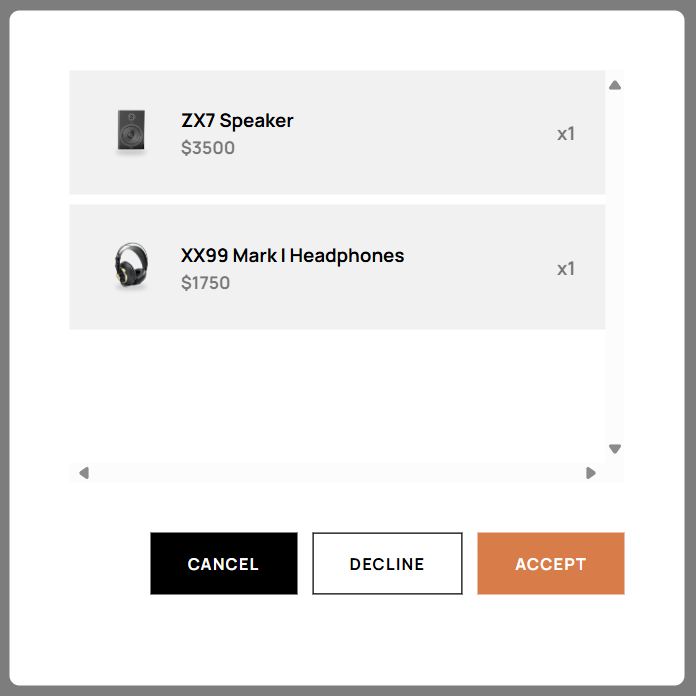 ZX7 Speaker
$3500
x1
XX99 Mark I Headphones
$1750
x1
CANCEL
DECLINE
ACCEPT